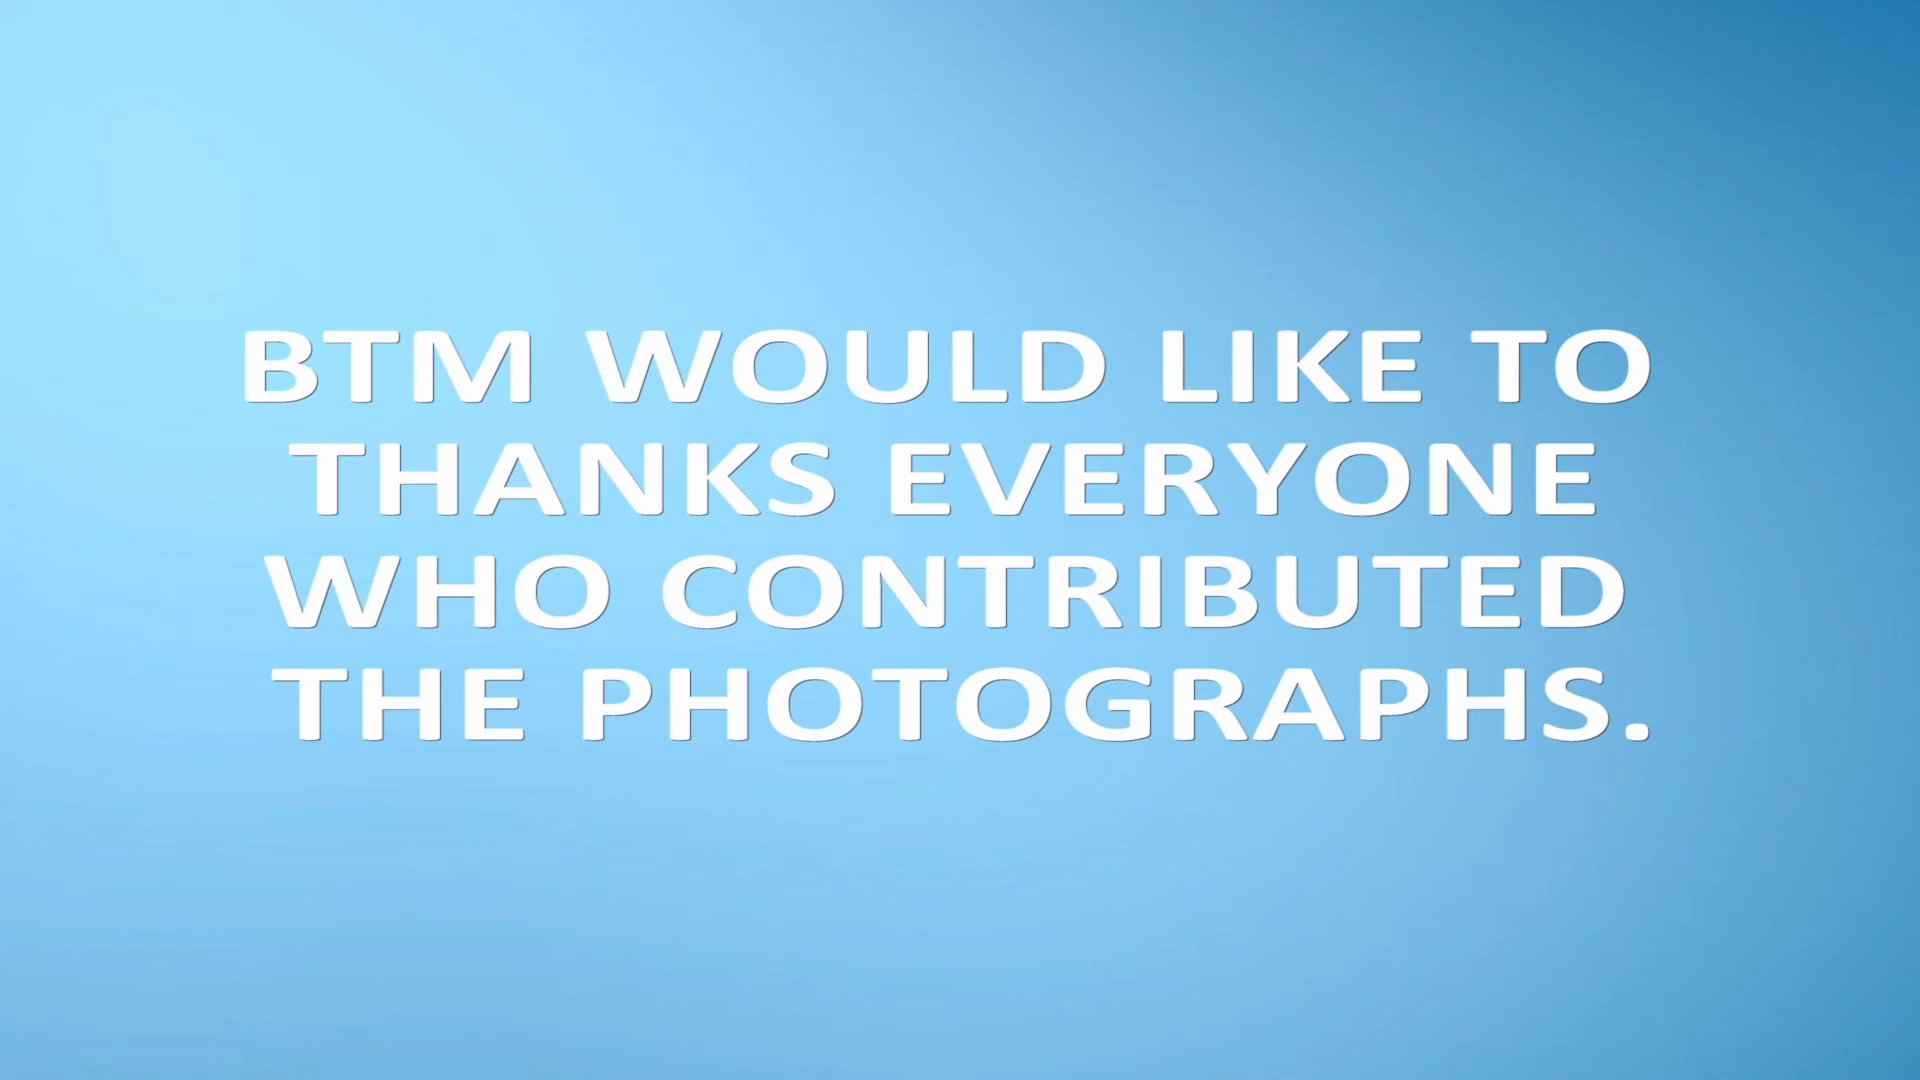 BTM WOULD LIKE TO
THANKS EVERYONE
WHO CONTRIBUTED
THE PHOTOGRAPHS.